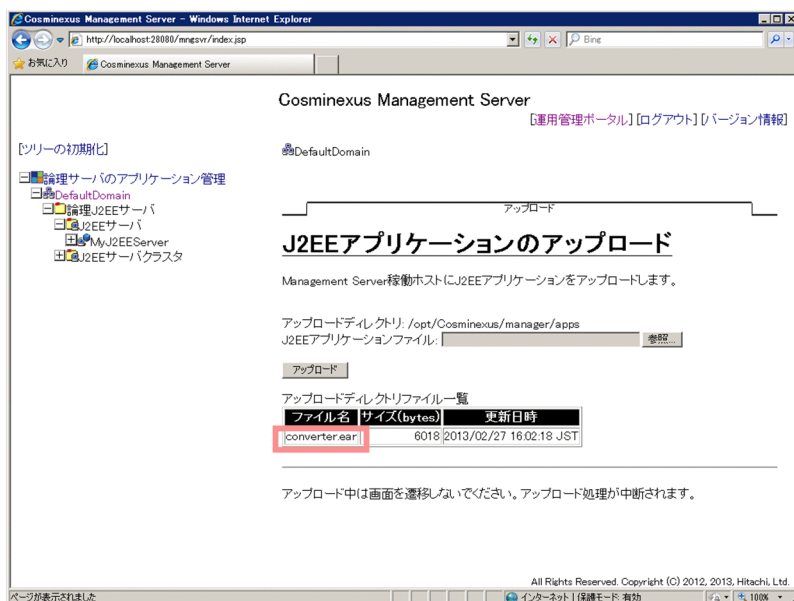 Cosminexus Management Server - Windows Internet Explorer
http://localhost:28080/mngsvr/index.jsp
Bing
お気に入り
Cosminexus Management Server
Cosminexus Management Server
[運用管理ポータル] [ログアウト] [バージョン情報]
[ツリーの初期化]
DefaultDomain
論理サーバのアプリケーション管理
DefaultDomain
論理J2EEサーバ
J2EEサーバ
MyJ2EEServer
J2EEサーバクラスタ
アップロード
J2EEアプリケーションのアップロード
Management Server稼働ホストにJ2EEアプリケーションをアップロードします。
アップロードディレクトリ: /opt/Cosminexus/manager/apps
J2EEアプリケーションファイル: 参照...
アップロード
アップロードディレクトリファイル一覧
ファイル名 サイズ(bytes) 更新日時
converter.ear 6018 2013/02/27 16:02:18 JST
アップロード中は画面を遷移しないでください。アップロード処理が中断されます。
All Rights Reserved. Copyright (C) 2012, 2013, Hitachi, Ltd.
ページが表示されました インターネット | 保護モード: 有効 100%